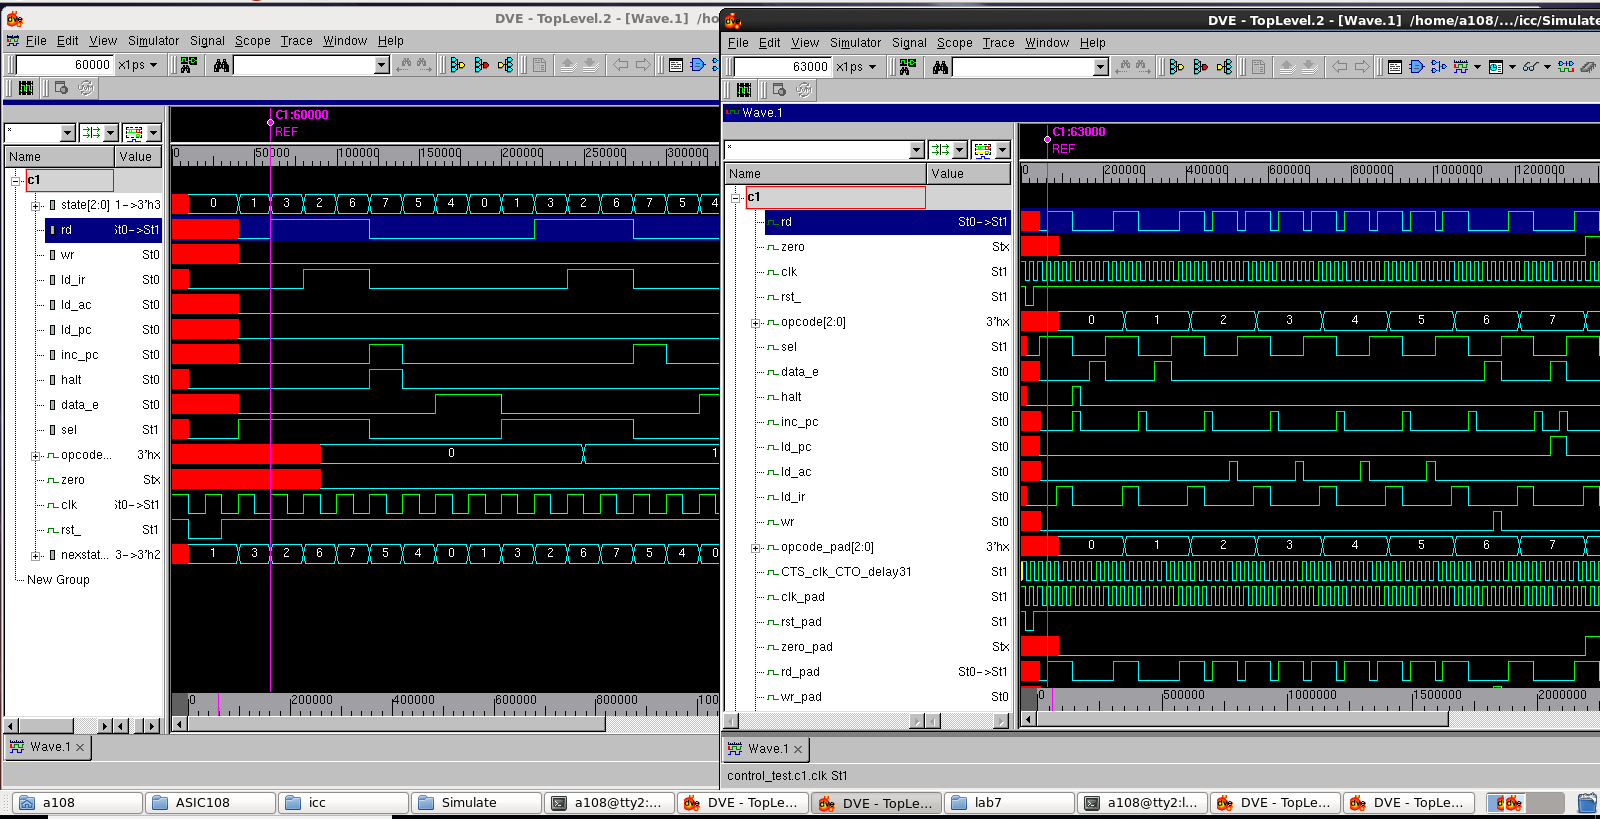 DVE - TopLevel.2 - [Wave.1] /ho
File Edit View Simulator Signal Scope Trace Window Help
60000 x1ps
C1:60000
REF
*
Name Value
0 50000 100000 150000 200000 250000 300000
c1
state[2:0] 1->3'h3 0 1 3 2 6 7 5 4 0 1 3 2 6 7 5 4
rd St0->St1
wr St0
ld_ir St0
ld_ac St0
ld_pc St0
inc_pc St0
halt St0
data_e St0
sel St1
opcode... 3'hx 0 1
zero Stx
clk St0->St1
rst_ St1
nexstat... 3->3'h2 1 3 2 6 7 5 4 0 1 3 2 6 7 5 4 0
New Group
0 200000 400000 600000 800000 100
Wave.1
DVE - TopLevel.2 - [Wave.1] /home/a108/.../icc/Simulate
File Edit View Simulator Signal Scope Trace Window Help
63000 x1ps
Wave.1
C1:63000
REF
*
Name Value
0 200000 400000 600000 800000 1000000 1200000
c1
rd St0->St1
zero Stx
clk St1
rst_ St1
opcode[2:0] 3'hx 0 1 2 3 4 5 6 7
sel St1
data_e St0
halt St0
inc_pc St0
ld_pc St0
ld_ac St0
ld_ir St0
wr St0
opcode_pad[2:0] 3'hx 0 1 2 3 4 5 6 7
CTS_clk_CTO_delay31 St1
clk_pad St1
rst_pad St1
zero_pad Stx
rd_pad St0->St1
wr_pad St0
0 500000 1000000 1500000 2000000
Wave.1
control_test.c1.clk St1
a108 ASIC108 icc Simulate a108@tty2:... DVE - TopLe... DVE - TopLe... lab7 a108@tty2:l... DVE - TopLe... DVE - TopLe...